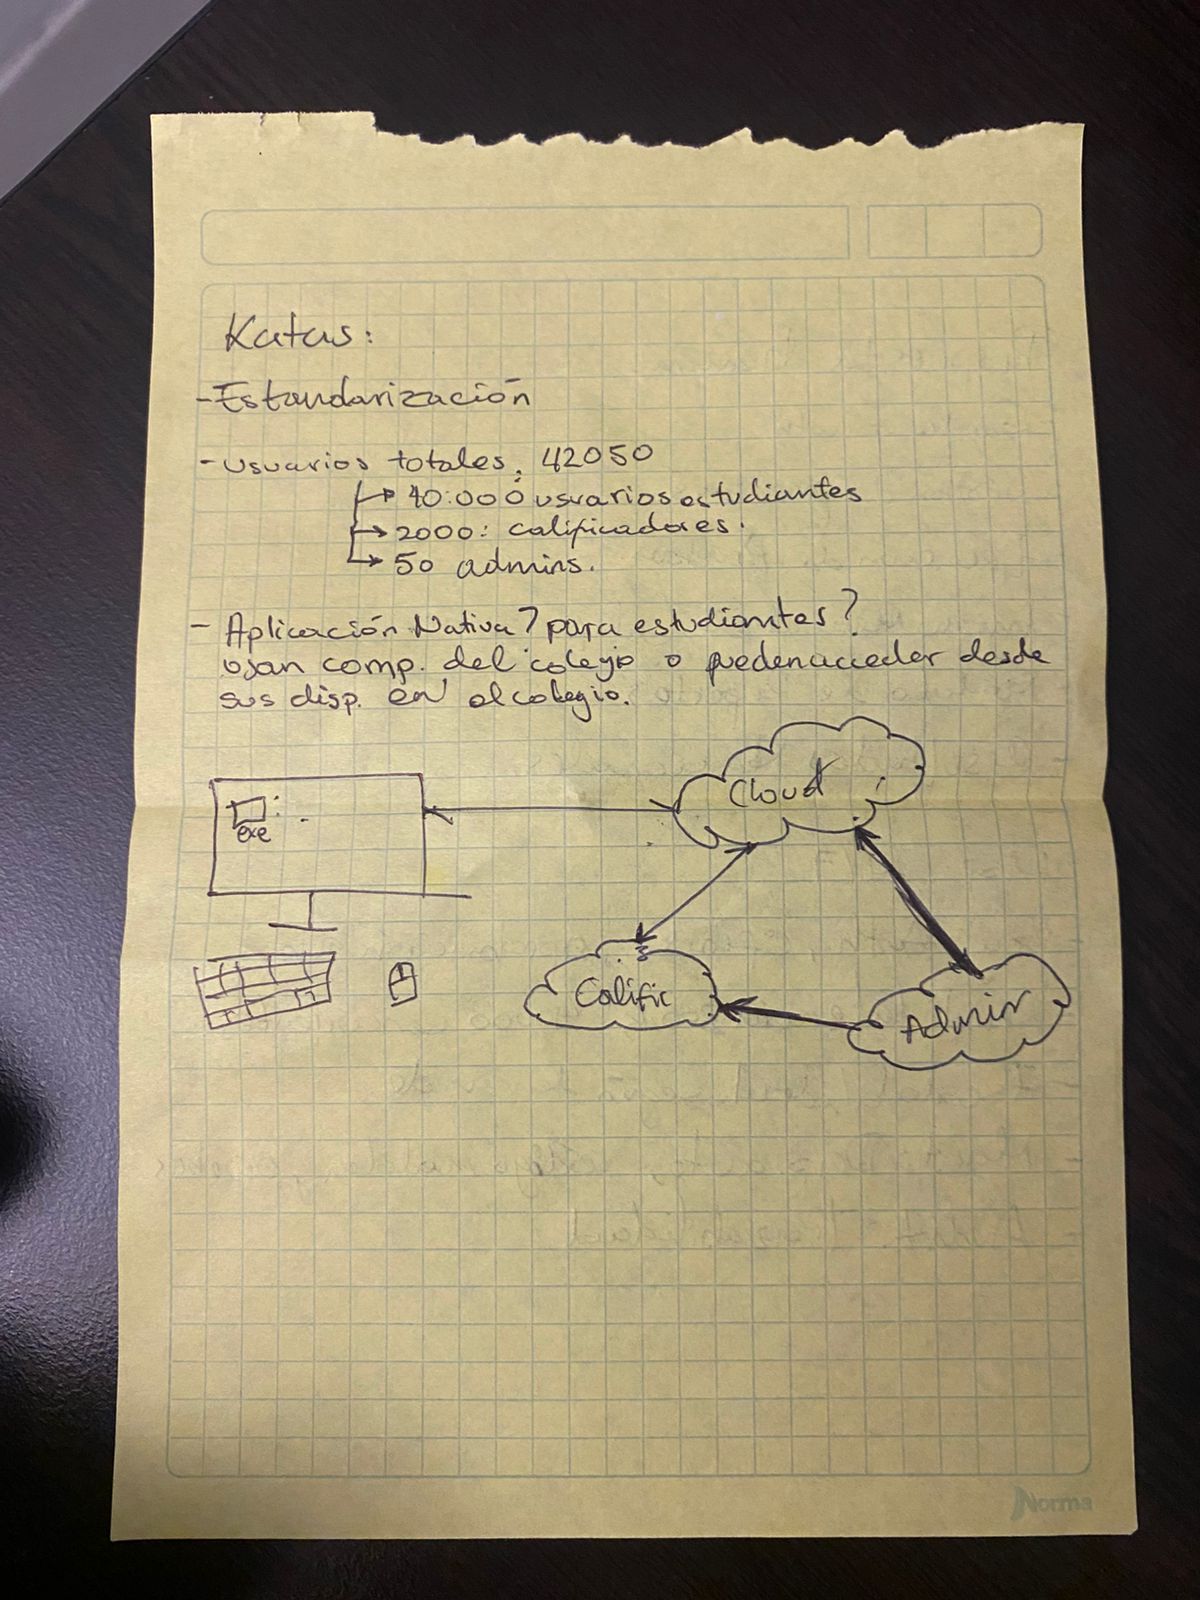 Katas:
- Estandarización
- usuarios totales: 42050
40.000 usuarios estudiantes
2000: calificadores.
50 admins.
- Aplicación Nativa? para estudiantes?
usan comp. del colegio o pueden acceder desde
sus disp. en el colegio.
Cloud
exe
Calific
Admin
Norma